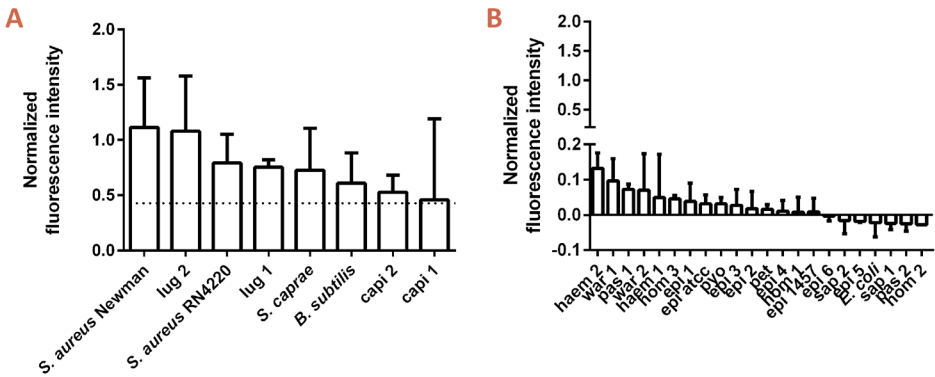 A
Normalized
fluorescence intensity
2.0
1.5
1.0
0.5
0.0
S. aureus Newman
lug 2
S. aureus RN4220
lug 1
S. caprae
B. subtilis
capi 2
capi 1
B
Normalized
fluorescence intensity
2.0
1.5
1.0
0.5
0.2
0.1
0.0
-0.1
haem 2
war 1
pas 1
war 2
haem 1
hom 3
epi 1
epi atcc
pyo
epi 3
epi 2
pet
epi 4
hom 1
epi 1457
epi 6
sap 2
epi 5
E. coli
sap 1
pas 2
hom 2